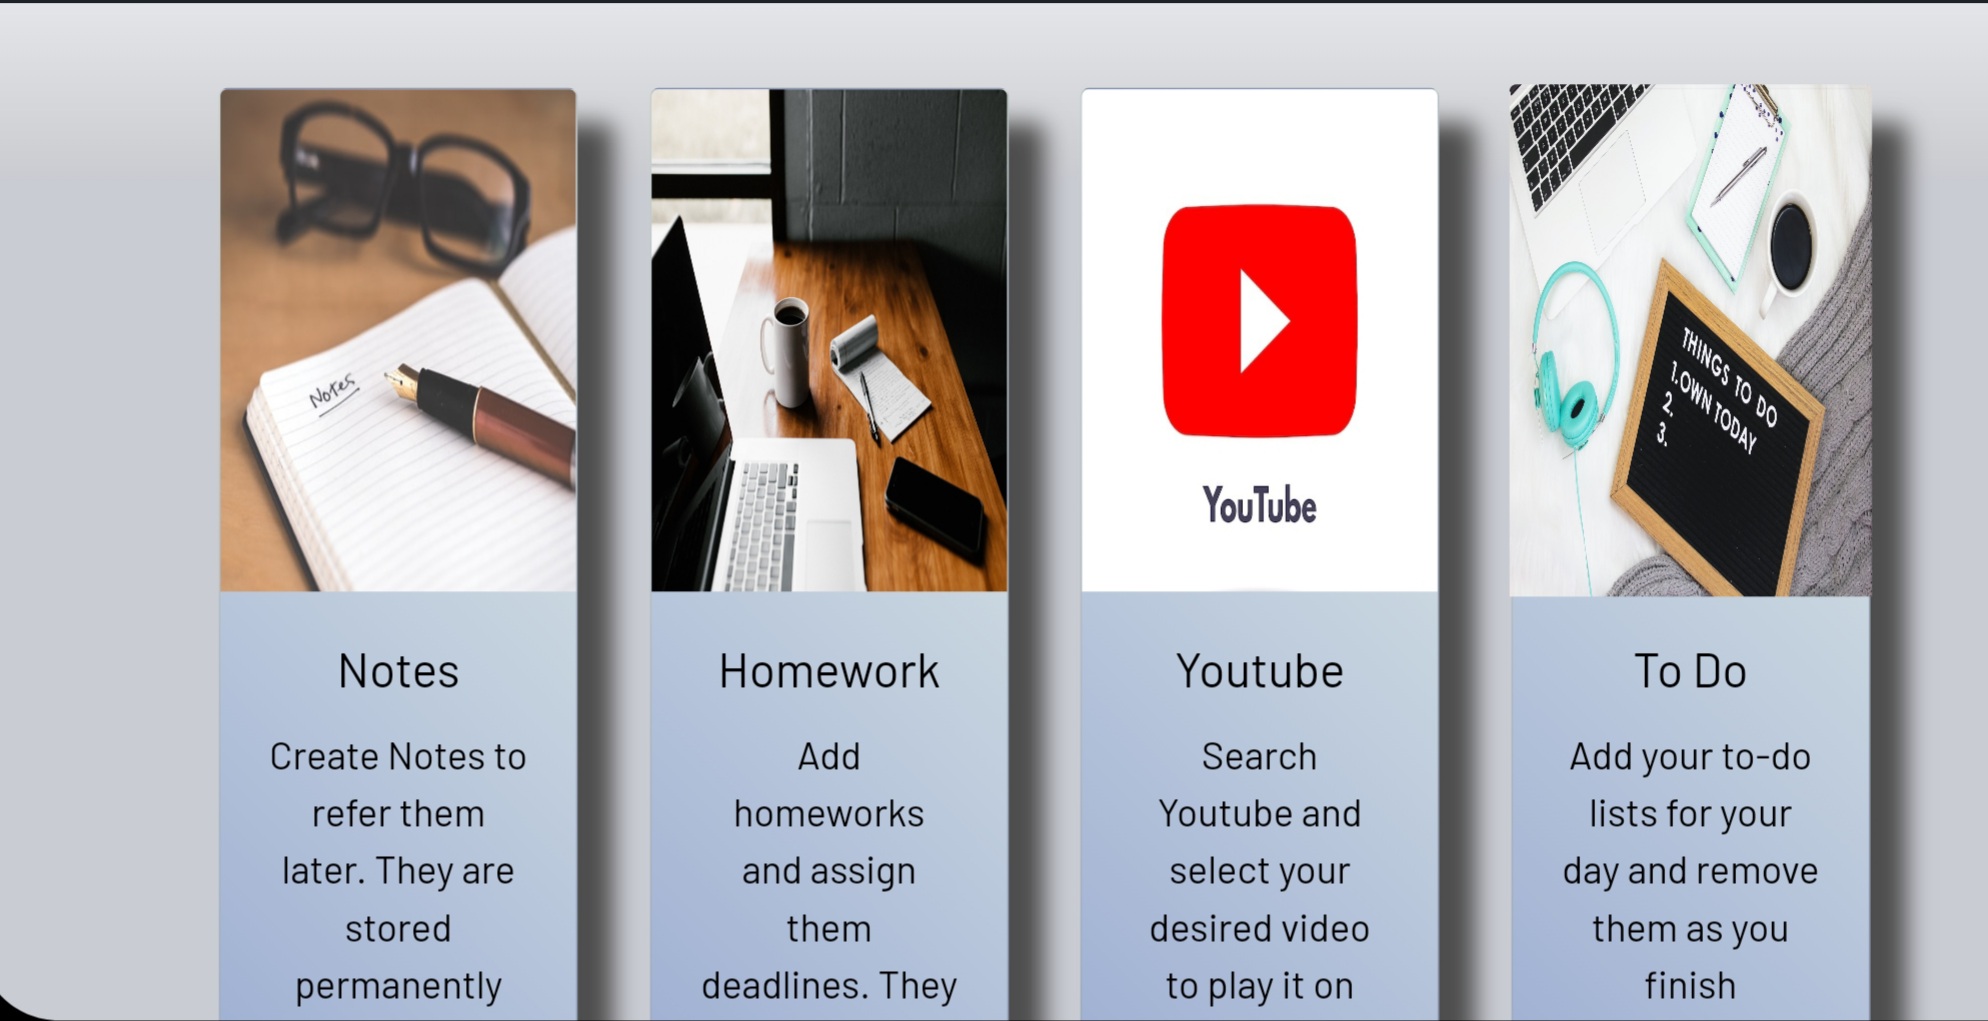 Notes
YouTube
THINGS TO DO
1.OWN TODAY
2.
3.
Notes
Create Notes to
refer them
later. They are
stored
permanently
Homework
Add
homeworks
and assign
them
deadlines. They
Youtube
Search
Youtube and
select your
desired video
to play it on
To Do
Add your to-do
lists for your
day and remove
them as you
finish